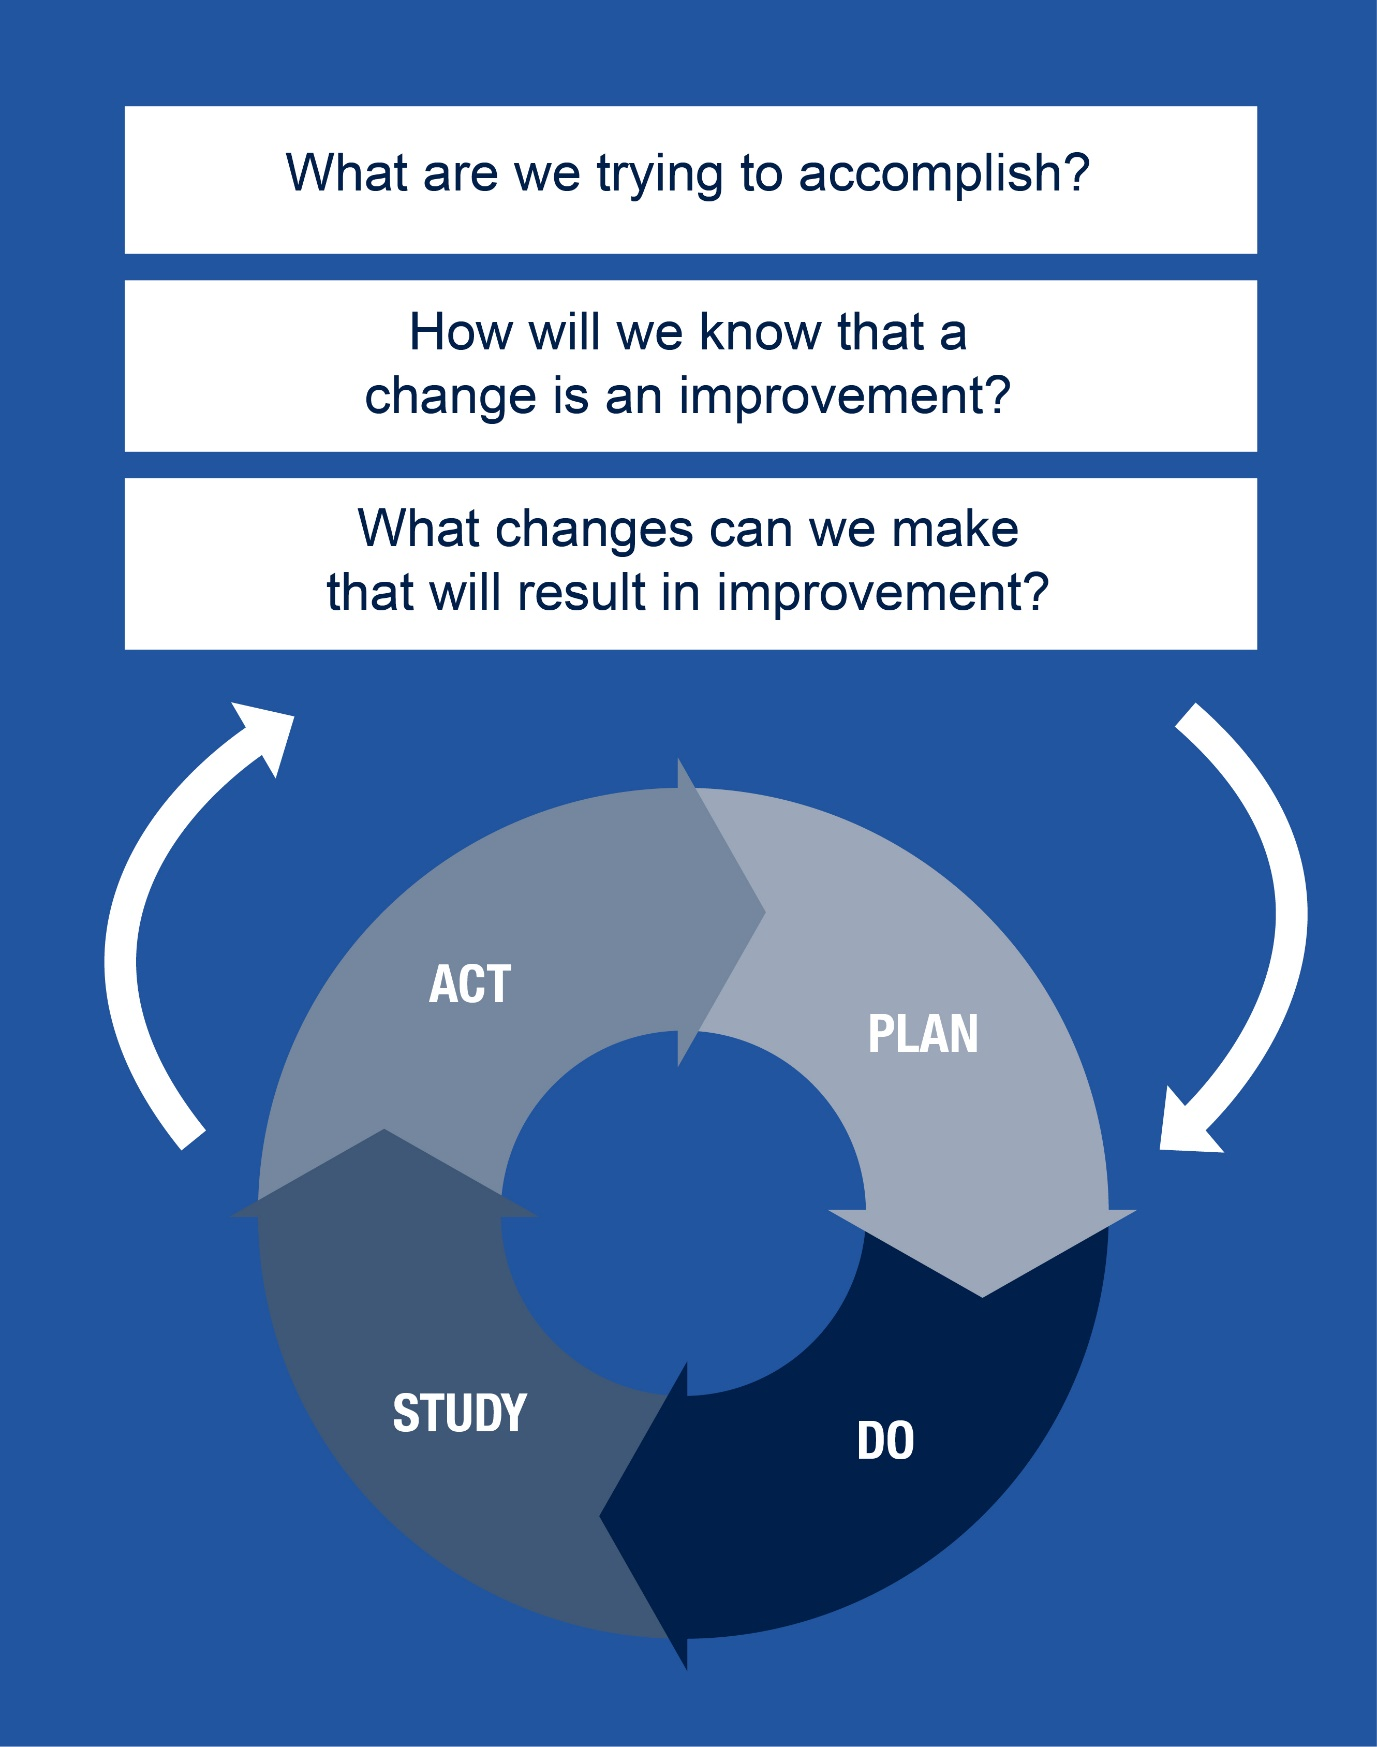 What are we trying to accomplish?
How will we know that a
change is an improvement?
What changes can we make
that will result in improvement?
ACT
PLAN
STUDY
DO